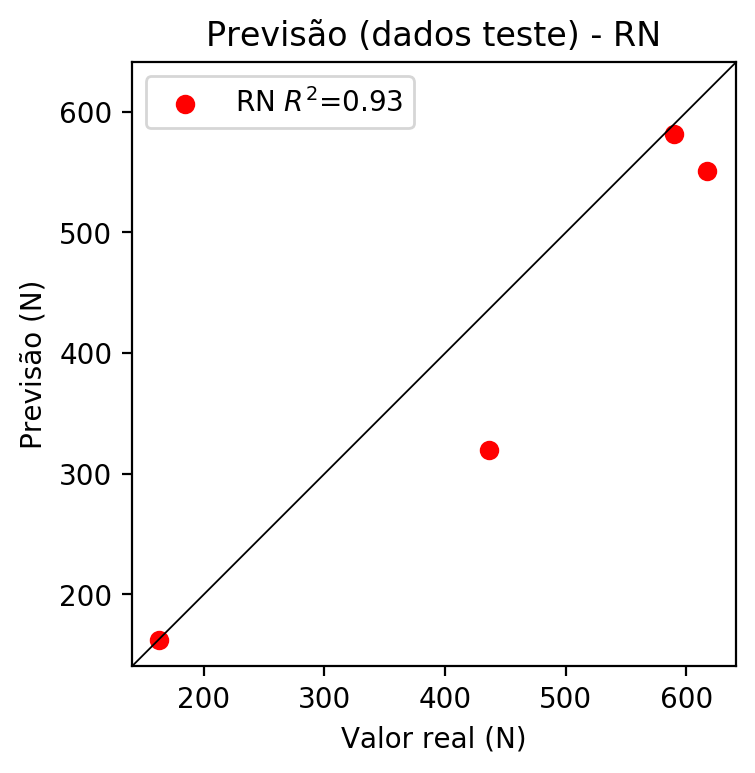 Previsão (dados teste) - RN
RN R²=0.93
Previsão (N)
600
500
400
300
200
200 300 400 500 600
Valor real (N)